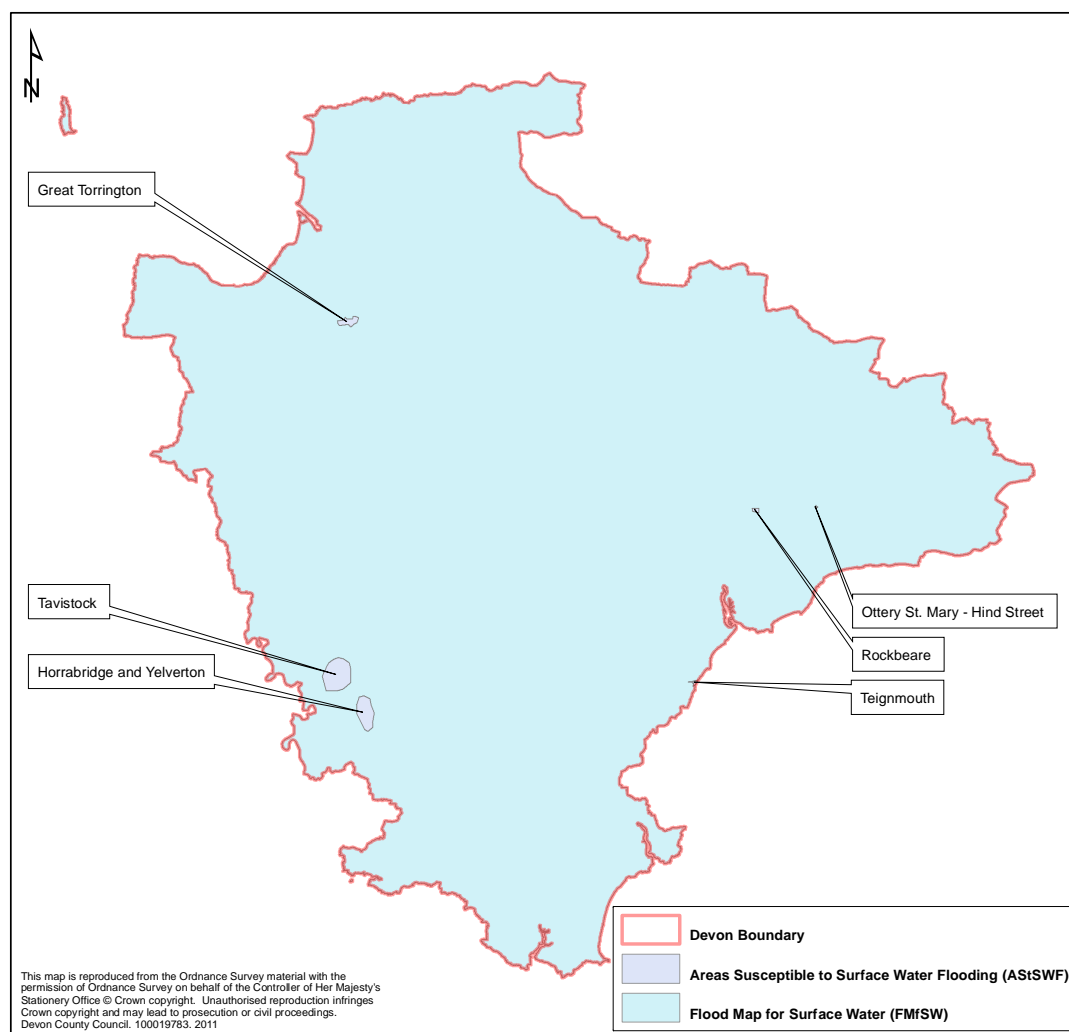 N
Great Torrington
Tavistock
Horrabridge and Yelverton
Ottery St. Mary - Hind Street
Rockbeare
Teignmouth
Devon Boundary
Areas Susceptible to Surface Water Flooding (AStSWF)
Flood Map for Surface Water (FMfSW)
This map is reproduced from the Ordnance Survey material with the
permission of Ordnance Survey on behalf of the Controller of Her Majesty's
Stationery Office © Crown copyright. Unauthorised reproduction infringes
Crown copyright and may lead to prosecution or civil proceedings.
Devon County Council. 100019783. 2011